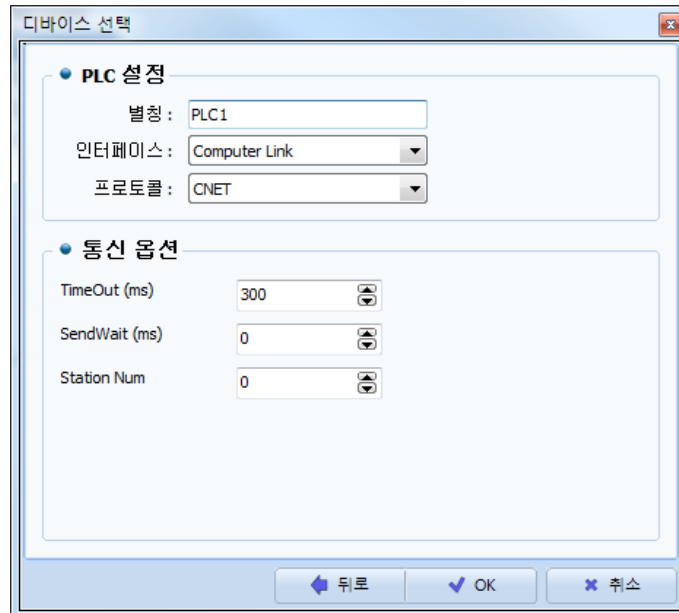 디바이스 선택
PLC 설정
별칭 : PLC1
인터페이스 : Computer Link
프로토콜 : CNET
통신 옵션
TimeOut (ms) 300
SendWait (ms) 0
Station Num 0
뒤로 OK 취소